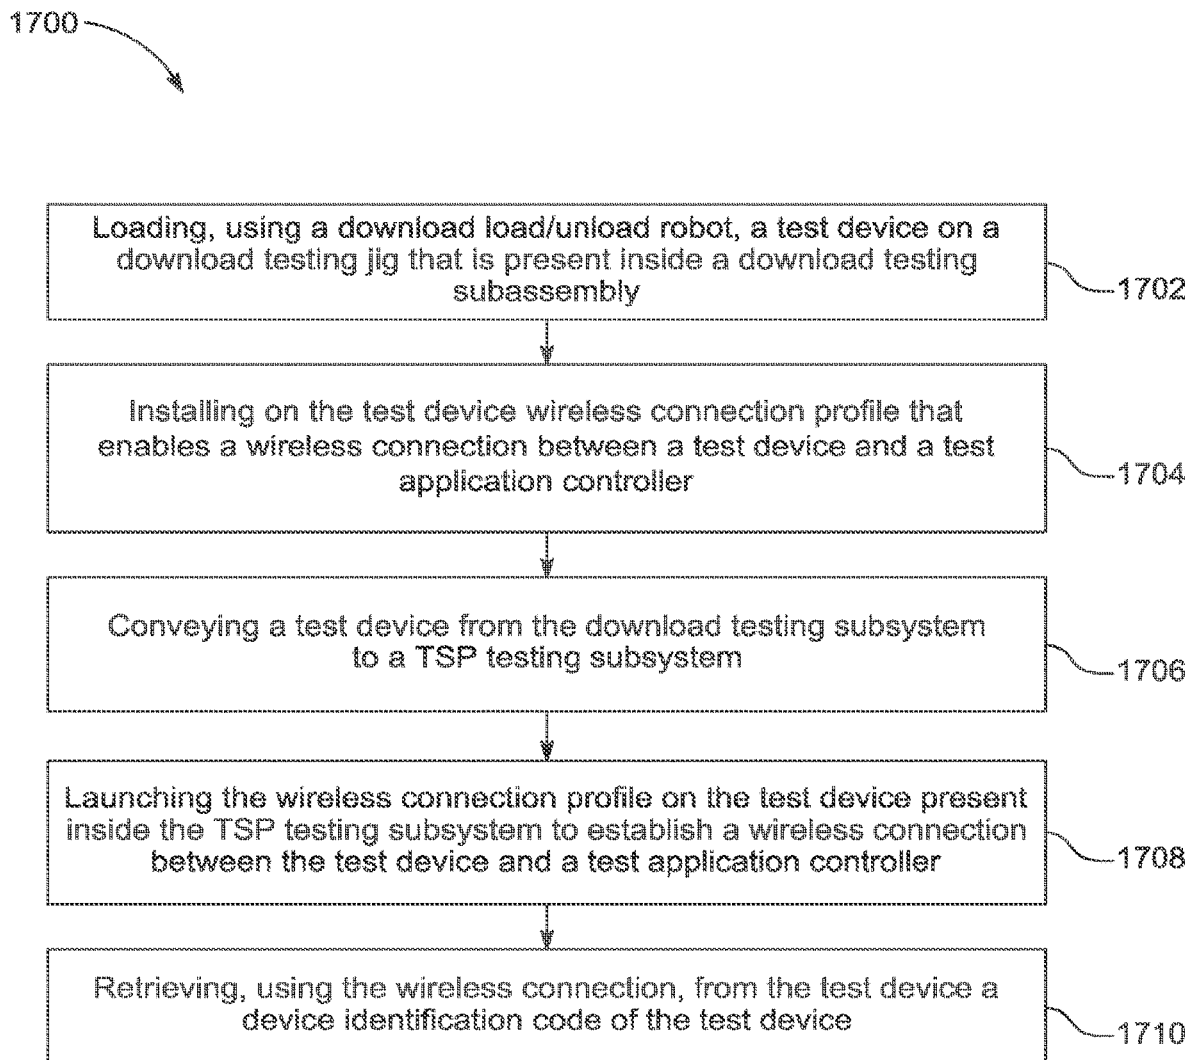 1700
Loading, using a download load/unload robot, a test device on a
download testing jig that is present inside a download testing
subassembly
1702
Installing on the test device wireless connection profile that
enables a wireless connection between a test device and a test
application controller
1704
Conveying a test device from the download testing subsystem
to a TSP testing subsystem
1706
Launching the wireless connection profile on the test device present
inside the TSP testing subsystem to establish a wireless connection
between the test device and a test application controller
1708
Retrieving, using the wireless connection, from the test device a
device identification code of the test device
1710